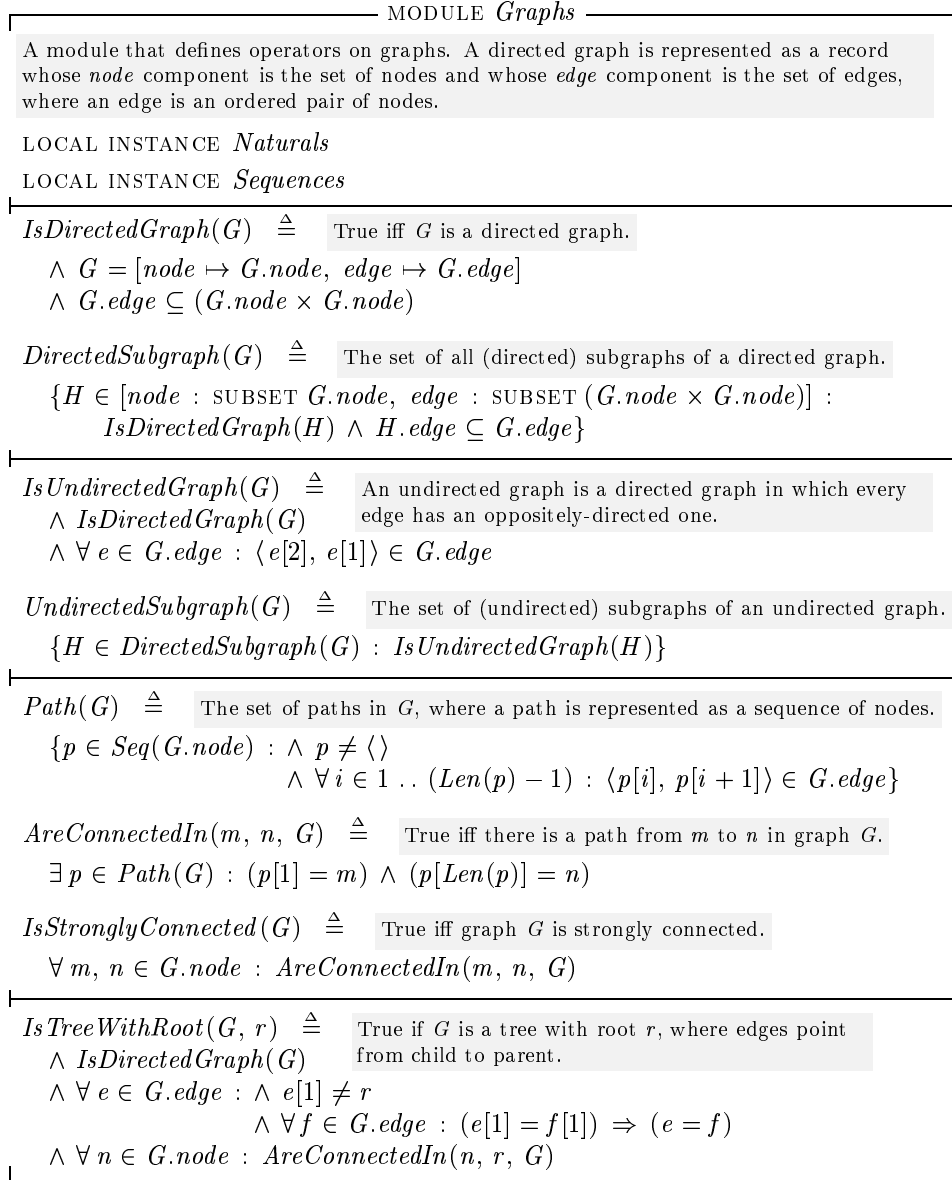 MODULE Graphs
A module that defines operators on graphs. A directed graph is represented as a record
whose node component is the set of nodes and whose edge component is the set of edges,
where an edge is an ordered pair of nodes.
LOCAL INSTANCE Naturals
LOCAL INSTANCE Sequences
IsDirectedGraph(G) ≜ True iff G is a directed graph.
∧ G = [node ↦ G.node, edge ↦ G.edge]
∧ G.edge ⊆ (G.node × G.node)
DirectedSubgraph(G) ≜ The set of all (directed) subgraphs of a directed graph.
{H ∈ [node : SUBSET G.node, edge : SUBSET (G.node × G.node)] :
IsDirectedGraph(H) ∧ H.edge ⊆ G.edge}
IsUndirectedGraph(G) ≜ An undirected graph is a directed graph in which every
edge has an oppositely-directed one.
∧ IsDirectedGraph(G)
∧ ∀ e ∈ G.edge : ⟨e[2], e[1]⟩ ∈ G.edge
UndirectedSubgraph(G) ≜ The set of (undirected) subgraphs of an undirected graph.
{H ∈ DirectedSubgraph(G) : IsUndirectedGraph(H)}
Path(G) ≜ The set of paths in G, where a path is represented as a sequence of nodes.
{p ∈ Seq(G.node) : ∧ p ≠ ⟨ ⟩
∧ ∀ i ∈ 1 .. (Len(p) − 1) : ⟨p[i], p[i + 1]⟩ ∈ G.edge}
AreConnectedIn(m, n, G) ≜ True iff there is a path from m to n in graph G.
∃ p ∈ Path(G) : (p[1] = m) ∧ (p[Len(p)] = n)
IsStronglyConnected(G) ≜ True iff graph G is strongly connected.
∀ m, n ∈ G.node : AreConnectedIn(m, n, G)
IsTreeWithRoot(G, r) ≜ True if G is a tree with root r, where edges point
from child to parent.
∧ IsDirectedGraph(G)
∧ ∀ e ∈ G.edge : ∧ e[1] ≠ r
∧ ∀ f ∈ G.edge : (e[1] = f[1]) ⇒ (e = f)
∧ ∀ n ∈ G.node : AreConnectedIn(n, r, G)